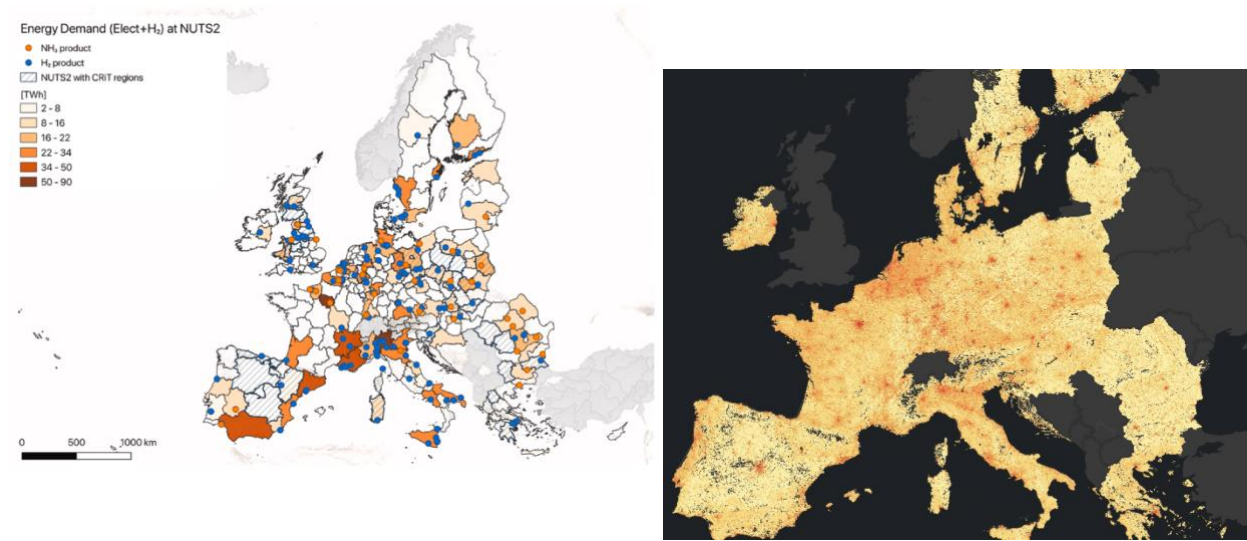 Energy Demand (Elect+H₂) at NUTS2
NH₃ product
H₂ product
NUTS2 with CRiT regions
[TWh]
2 - 8
8 - 16
16 - 22
22 - 34
34 - 50
50 - 90
0 500 1000 km